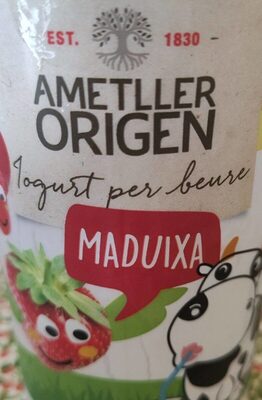 EST. 1830
AMETLLER
ORIGEN
Iogurt per beure
MADUIXA